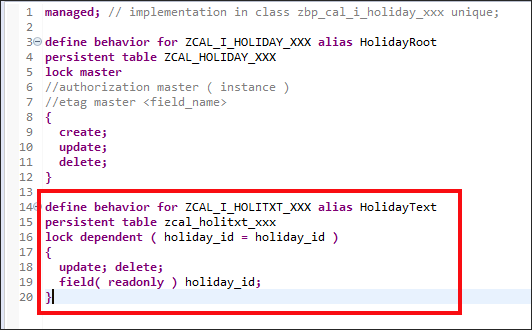 1 managed; // implementation in class zbp_cal_i_holiday_xxx unique;
2
3 define behavior for ZCAL_I_HOLIDAY_XXX alias HolidayRoot
4 persistent table ZCAL_HOLIDAY_XXX
5 lock master
6 //authorization master ( instance )
7 //etag master <field_name>
8 {
9 create;
10 update;
11 delete;
12 }
13
14 define behavior for ZCAL_I_HOLITXT_XXX alias HolidayText
15 persistent table zcal_holitxt_xxx
16 lock dependent ( holiday_id = holiday_id )
17 {
18 update; delete;
19 field( readonly ) holiday_id;
20 }